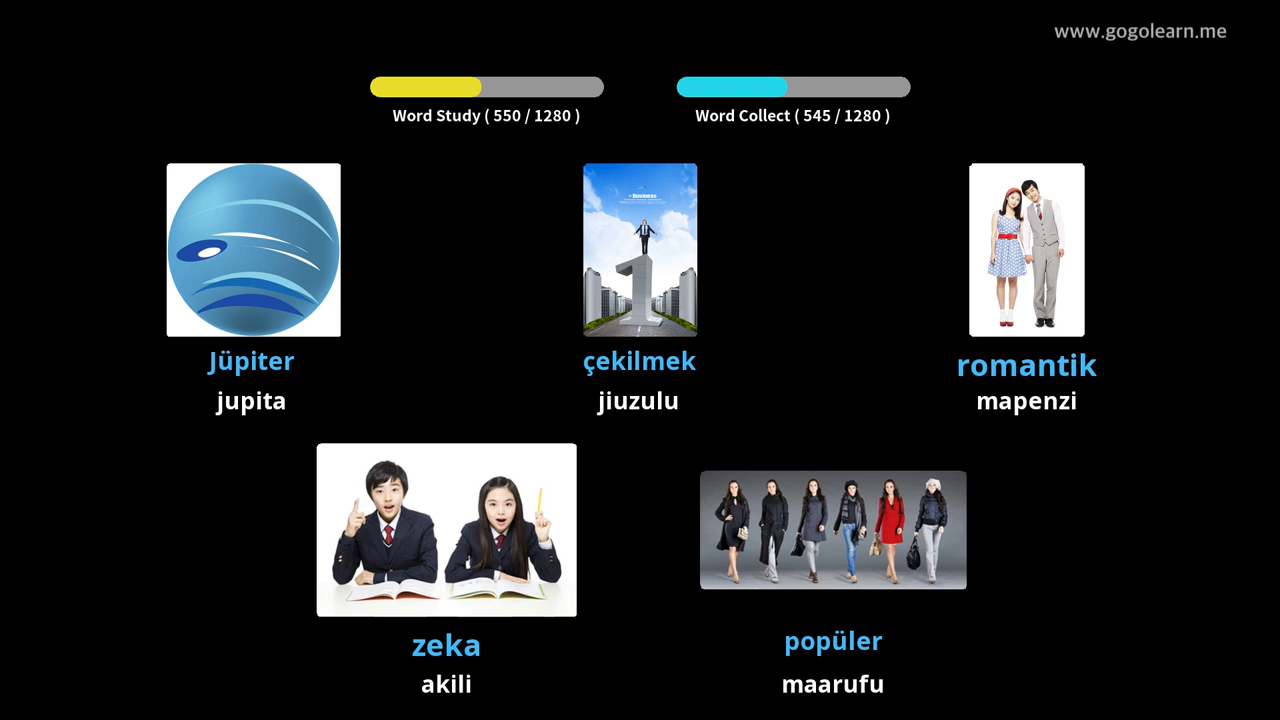 www.gogolearn.me
Word Study ( 550 / 1280 )
Word Collect ( 545 / 1280 )
Business
Jüpiter
çekilmek
romantik
jupita
jiuzulu
mapenzi
zeka
popüler
akili
maarufu